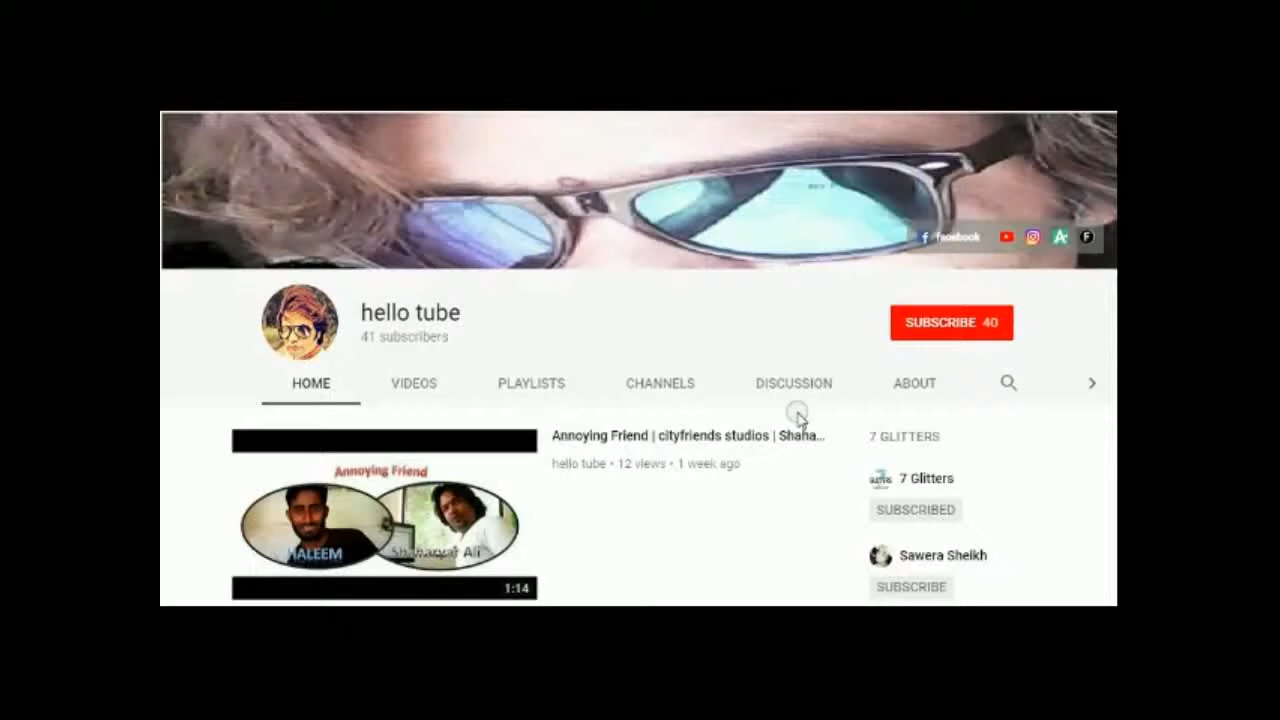 facebook
hello tube
41 subscribers
SUBSCRIBE 40
HOME VIDEOS PLAYLISTS CHANNELS DISCUSSION ABOUT
Annoying Friend | cityfriends studios | Shaha...
hello tube • 12 views • 1 week ago
Annoying Friend
HALEEM
Shaharyar Ali
1:14
7 GLITTERS
7 Glitters
SUBSCRIBED
Sawera Sheikh
SUBSCRIBE